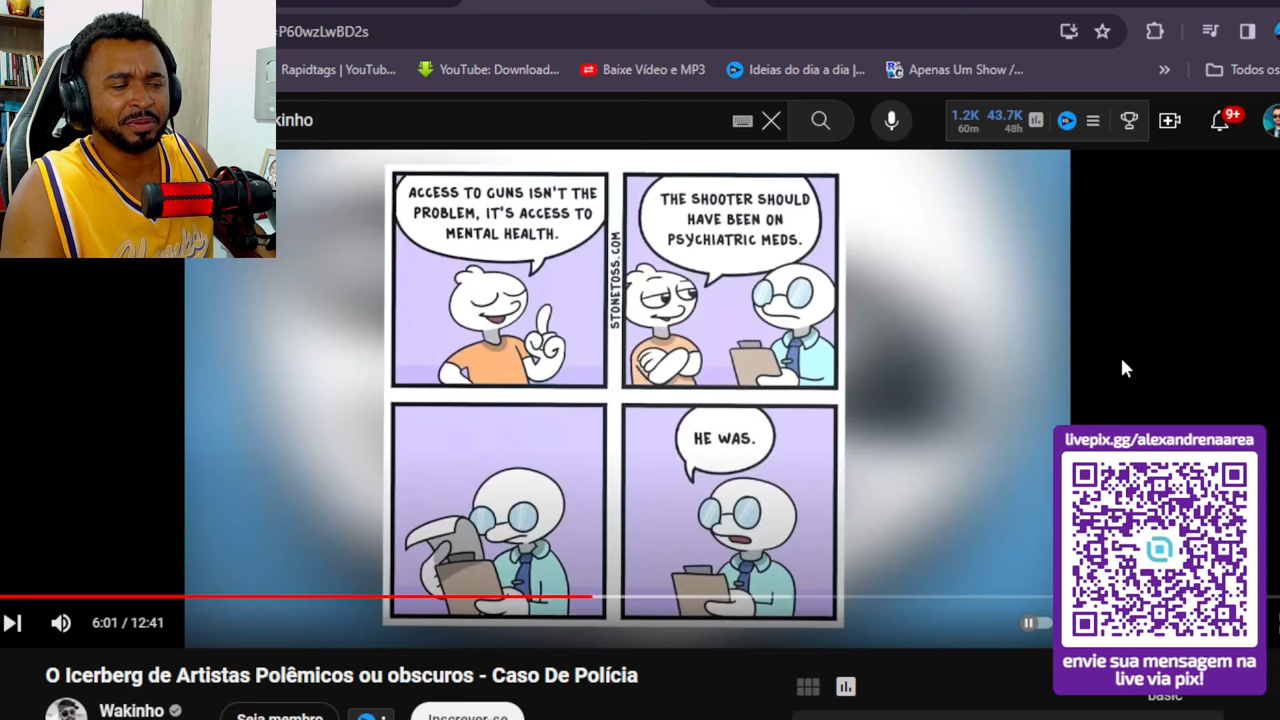 P60wzLwBD2s
Rapidtags | YouTub...
YouTube: Download...
Baixe Vídeo e MP3
Ideias do dia a dia |...
Apenas Um Show /...
»
Todos os
kinho
1.2K 43.7K
60m 48h
9+
ACCESS TO GUNS ISN'T THE
PROBLEM, IT'S ACCESS TO
MENTAL HEALTH.
THE SHOOTER SHOULD
HAVE BEEN ON
PSYCHIATRIC MEDS.
STONETOSS.COM
HE WAS.
livepix.gg/alexandrenaarea
envie sua mensagem na
live via pix!
6:01 / 12:41
O Icerberg de Artistas Polêmicos ou obscuros - Caso De Polícia
Wakinho
Seja membro
Inscrever-se